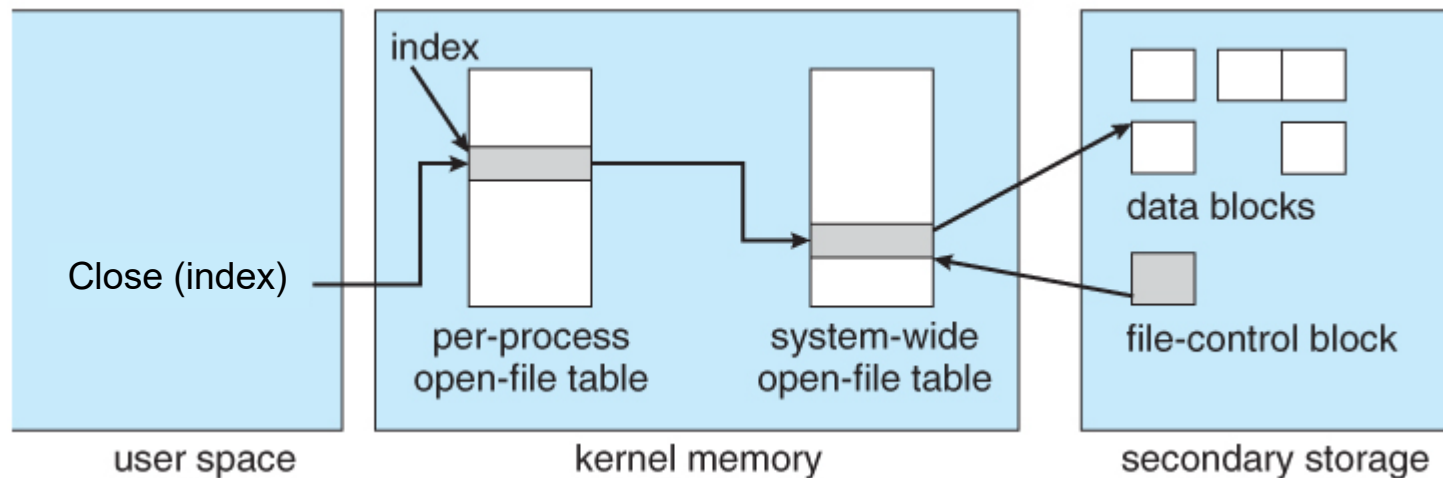 index
Close (index)
per-process
open-file table
system-wide
open-file table
data blocks
file-control block
user space
kernel memory
secondary storage